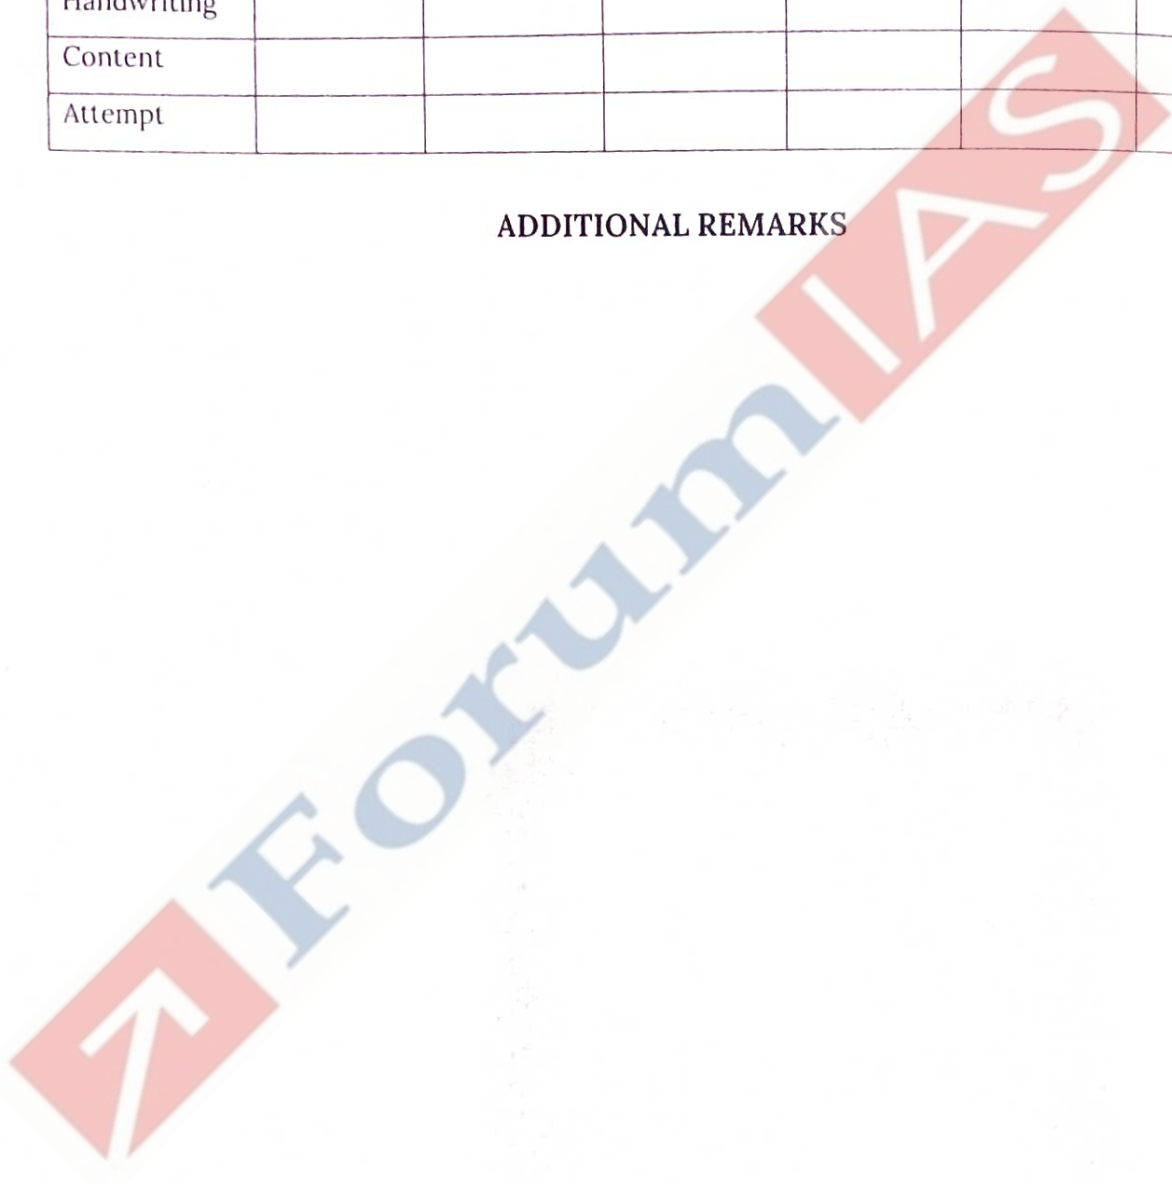 Handwriting
Content
Attempt
ADDITIONAL REMARKS
ForumIAS